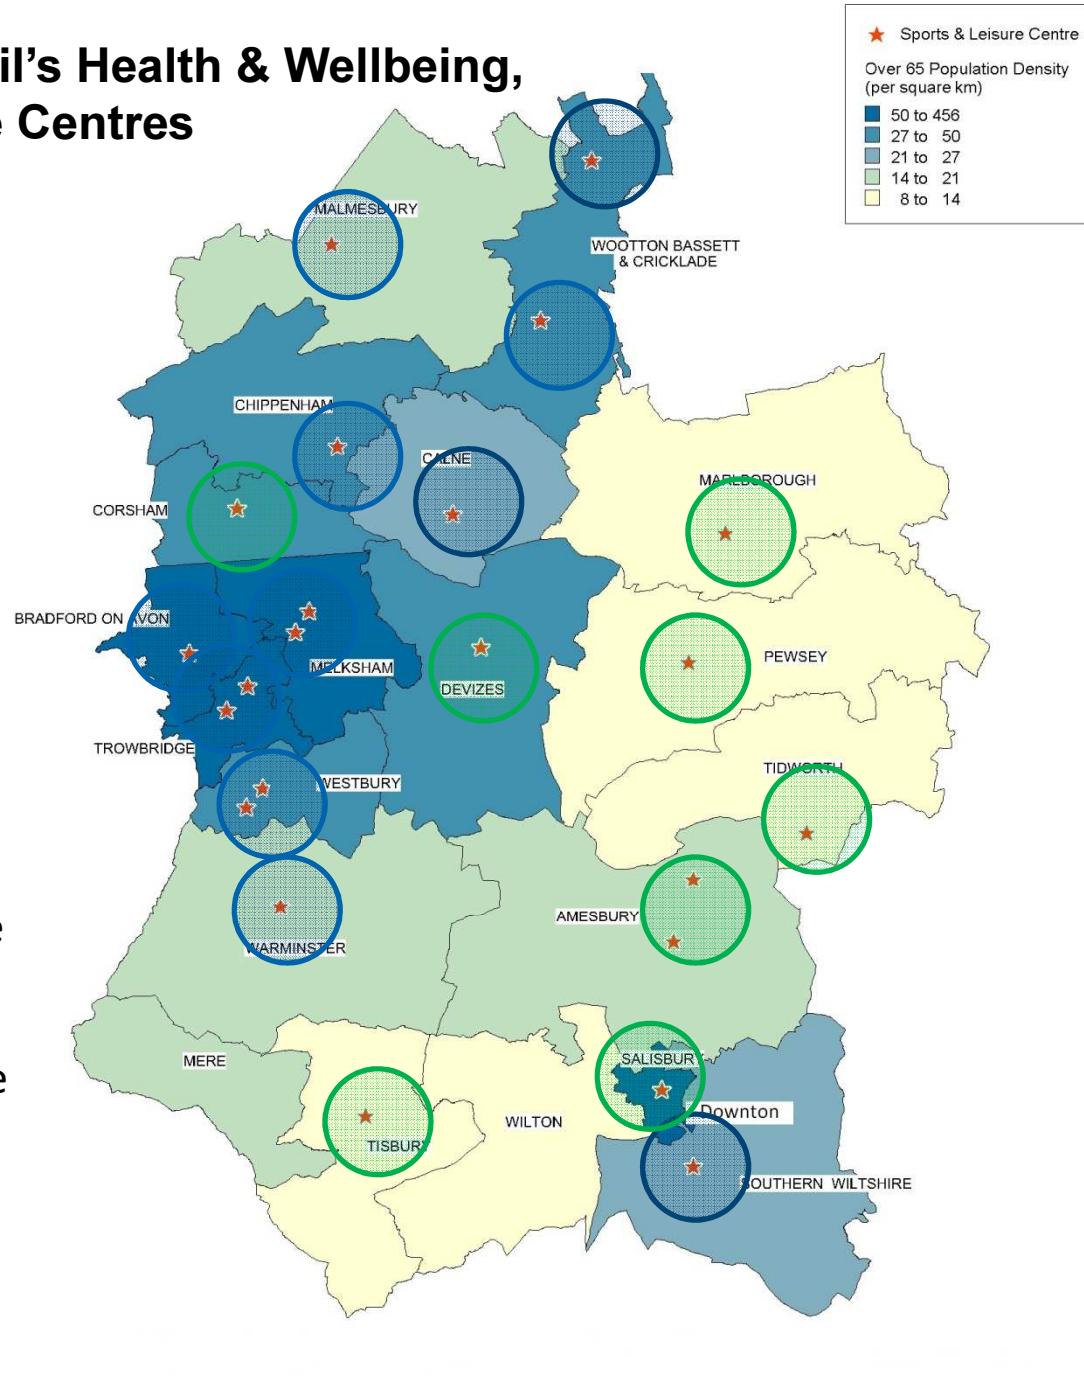 il's Health & Wellbeing,
e Centres
Sports & Leisure Centre
Over 65 Population Density
(per square km)
50 to 456
27 to 50
21 to 27
14 to 21
8 to 14
MALMESBURY
WOOTTON BASSETT
& CRICKLADE
CHIPPENHAM
CALNE
MARLBOROUGH
CORSHAM
BRADFORD ON AVON
PEWSEY
MELKSHAM
DEVIZES
TROWBRIDGE
TIDWORTH
WESTBURY
AMESBURY
e
WARMINSTER
MERE
SALISBURY
e
Downton
WILTON
TISBURY
SOUTHERN WILTSHIRE
e